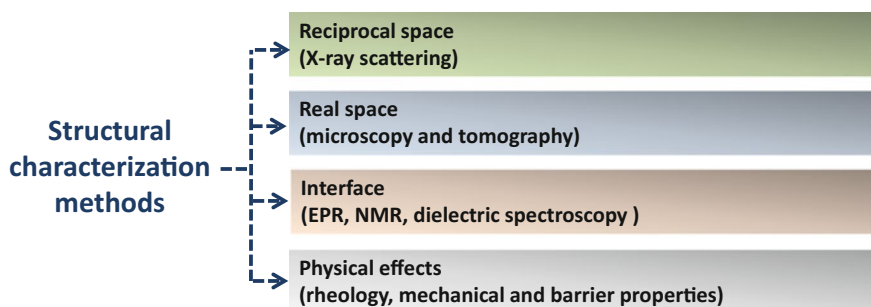 Structural
characterization
methods
Reciprocal space
(X-ray scattering)
Real space
(microscopy and tomography)
Interface
(EPR, NMR, dielectric spectroscopy )
Physical effects
(rheology, mechanical and barrier properties)